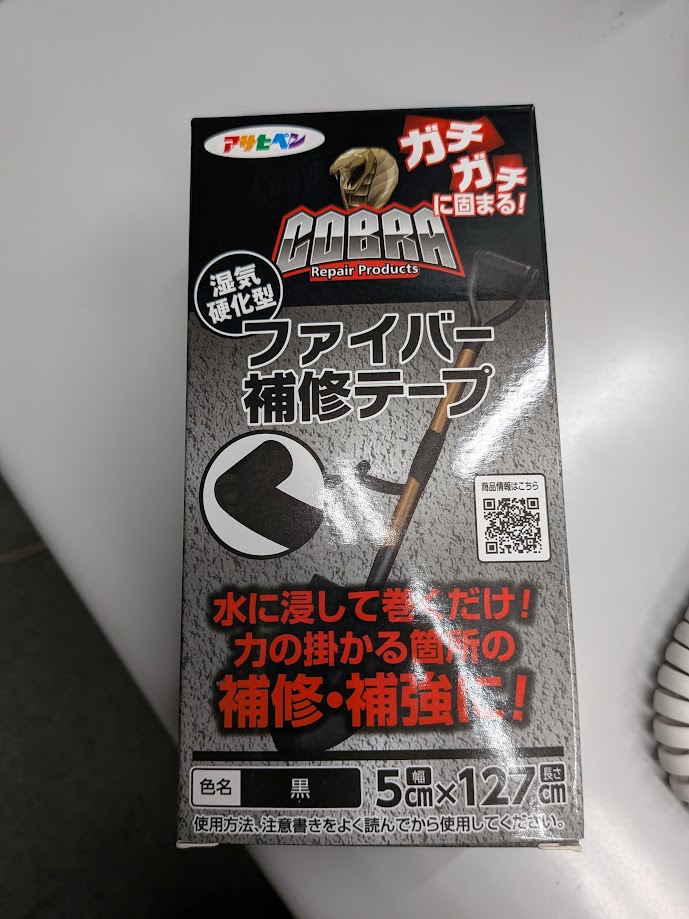 アサヒペン
ガチ
ガチ
に固まる!
COBRA
Repair Products
湿気
硬化型
ファイバー
補修テープ
商品情報はこちら
水に浸して巻くだけ!
力の掛かる箇所の
補修・補強に!
色名 黒 5cm幅×127cm長さ
使用方法、注意書きをよく読んでから使用してください。